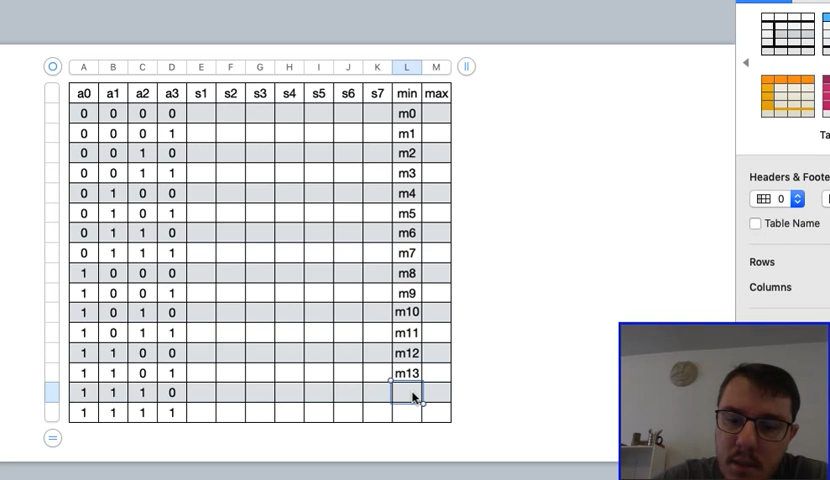 A B C D E F G H I J K L M
a0 a1 a2 a3 s1 s2 s3 s4 s5 s6 s7 min max
0 0 0 0 m0
0 0 0 1 m1
0 0 1 0 m2
0 0 1 1 m3
0 1 0 0 m4
0 1 0 1 m5
0 1 1 0 m6
0 1 1 1 m7
1 0 0 0 m8
1 0 0 1 m9
1 0 1 0 m10
1 0 1 1 m11
1 1 0 0 m12
1 1 0 1 m13
1 1 1 0
1 1 1 1
Ta
Headers & Foote
0
Table Name
Rows
Columns